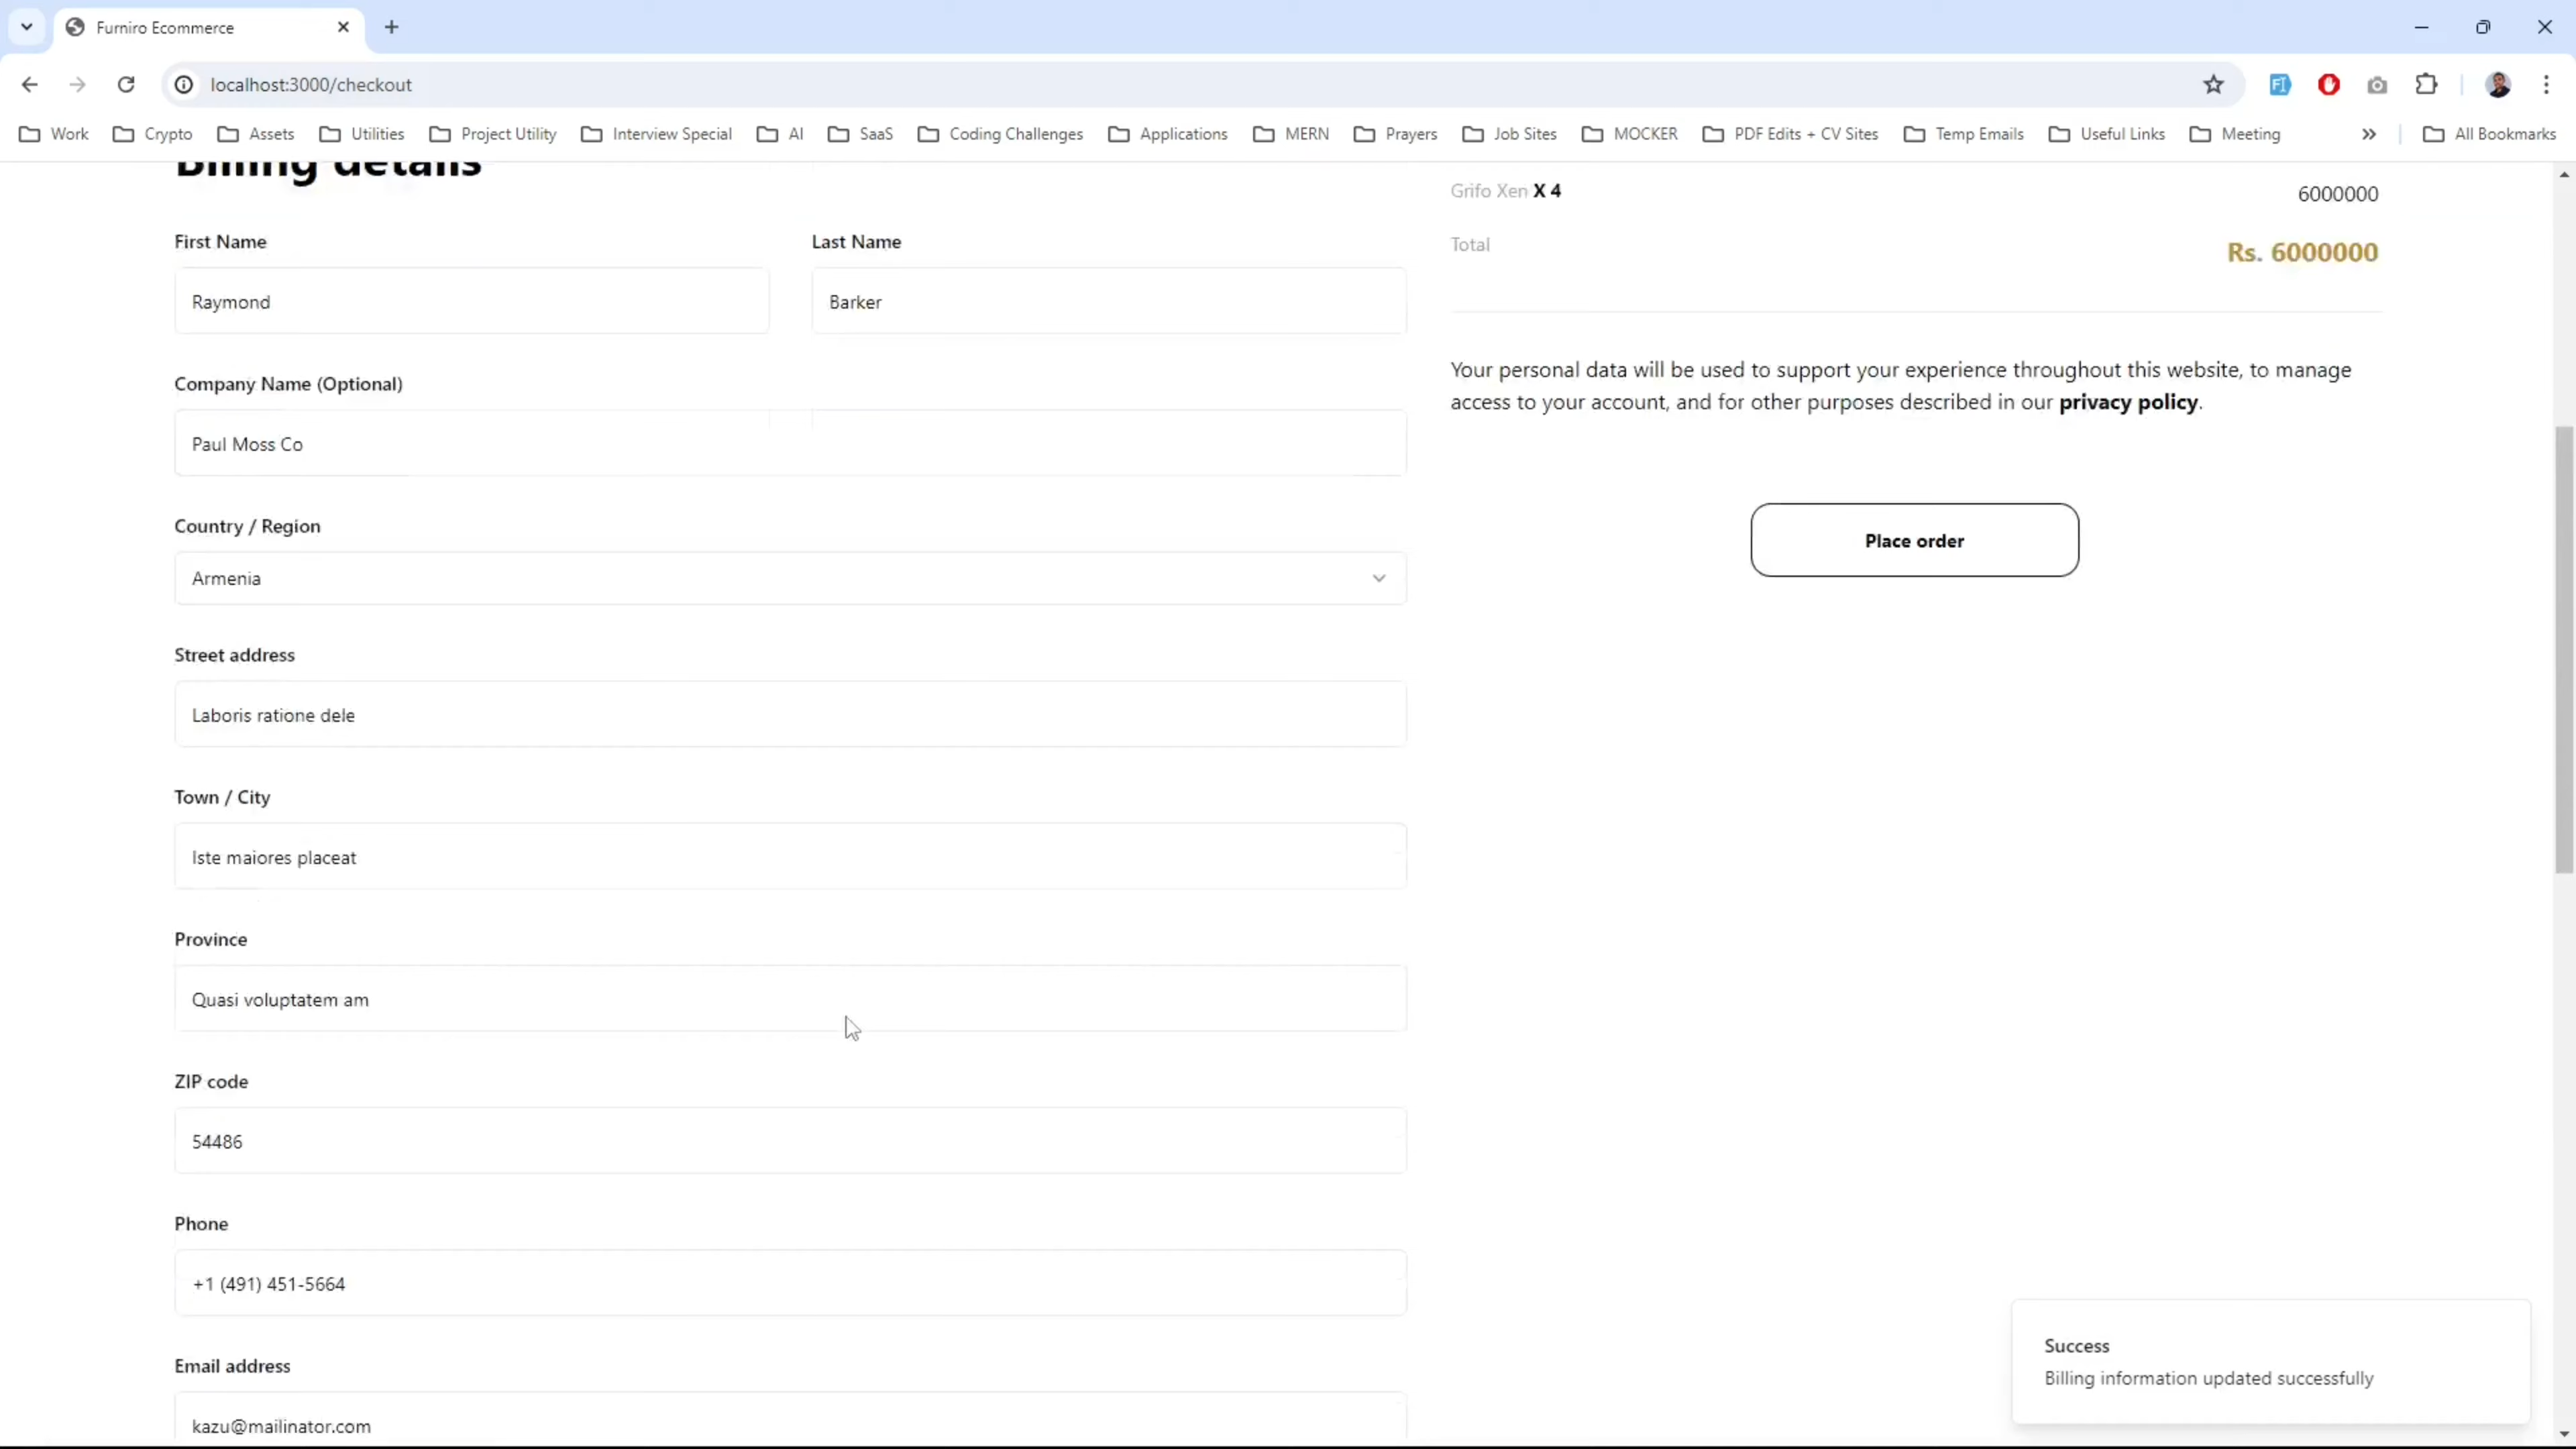 Furniro Ecommerce
localhost:3000/checkout
Work
Crypto
Assets
Utilities
Project Utility
Interview Special
AI
SaaS
Coding Challenges
Applications
MERN
Prayers
Job Sites
MOCKER
PDF Edits + CV Sites
Temp Emails
Useful Links
Meeting
All Bookmarks
Billing details
First Name
Last Name
Raymond
Barker
Company Name (Optional)
Paul Moss Co
Country / Region
Armenia
Street address
Laboris ratione dele
Town / City
Iste maiores placeat
Province
Quasi voluptatem am
ZIP code
54486
Phone
+1 (491) 451-5664
Email address
kazu@mailinator.com
Grifo Xen X 4
6000000
Total
Rs. 6000000
Your personal data will be used to support your experience throughout this website, to manage
access to your account, and for other purposes described in our privacy policy.
Place order
Success
Billing information updated successfully